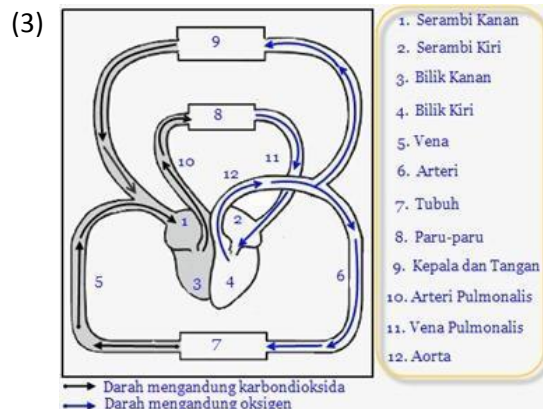 (3)
9
8
10
11
12
1
2
3
4
5
6
7
1. Serambi Kanan
2. Serambi Kiri
3. Bilik Kanan
4. Bilik Kiri
5. Vena
6. Arteri
7. Tubuh
8. Paru-paru
9. Kepala dan Tangan
10. Arteri Pulmonalis
11. Vena Pulmonalis
12. Aorta
Darah mengandung karbondioksida
Darah mengandung oksigen